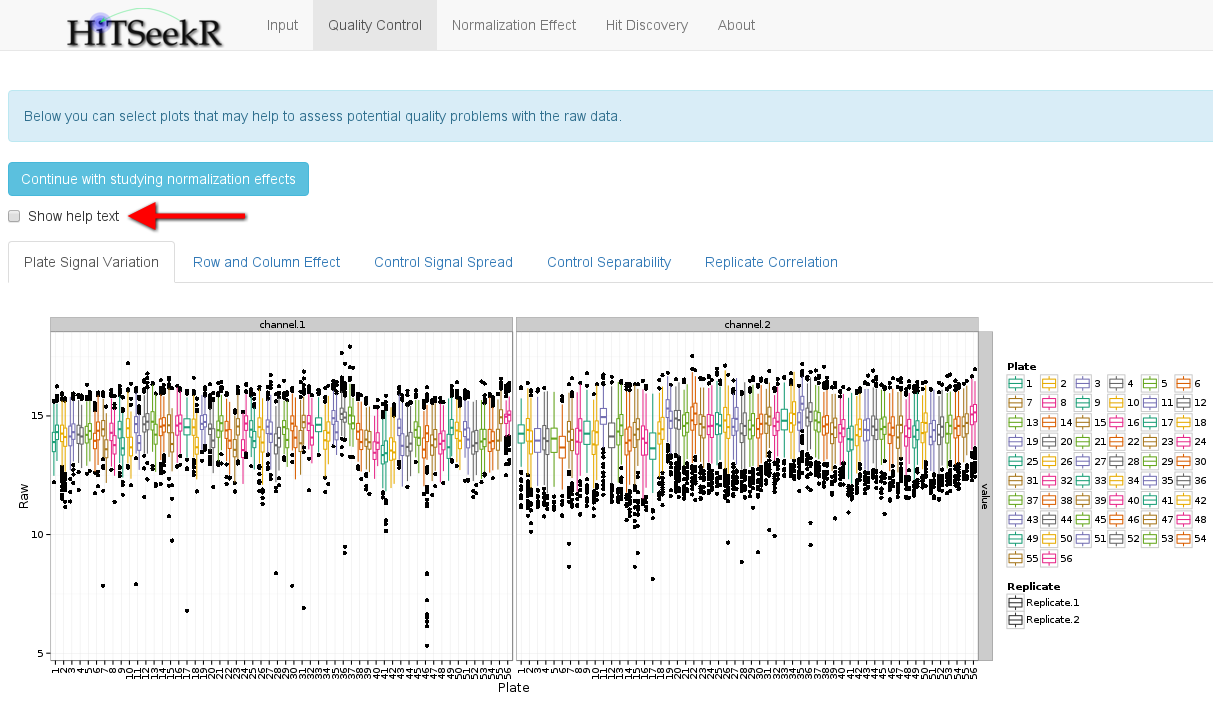 HiTSeekR
Input Quality Control Normalization Effect Hit Discovery About
Below you can select plots that may help to assess potential quality problems with the raw data.
Continue with studying normalization effects
Show help text
Plate Signal Variation Row and Column Effect Control Signal Spread Control Separability Replicate Correlation
channel.1 channel.2
Raw
15
10
5
value
1 2 3 4 5 6 7 8 9 10 11 12 13 14 15 16 17 18 19 20 21 22 23 24 25 26 27 28 29 30 31 32 33 34 35 36 37 38 39 40 41 42 43 44 45 46 47 48 49 50 51 52 53 54 55 56
1 2 3 4 5 6 7 8 9 10 11 12 13 14 15 16 17 18 19 20 21 22 23 24 25 26 27 28 29 30 31 32 33 34 35 36 37 38 39 40 41 42 43 44 45 46 47 48 49 50 51 52 53 54 55 56
Plate
Plate
1 2 3 4 5 6
7 8 9 10 11 12
13 14 15 16 17 18
19 20 21 22 23 24
25 26 27 28 29 30
31 32 33 34 35 36
37 38 39 40 41 42
43 44 45 46 47 48
49 50 51 52 53 54
55 56
Replicate
Replicate.1
Replicate.2